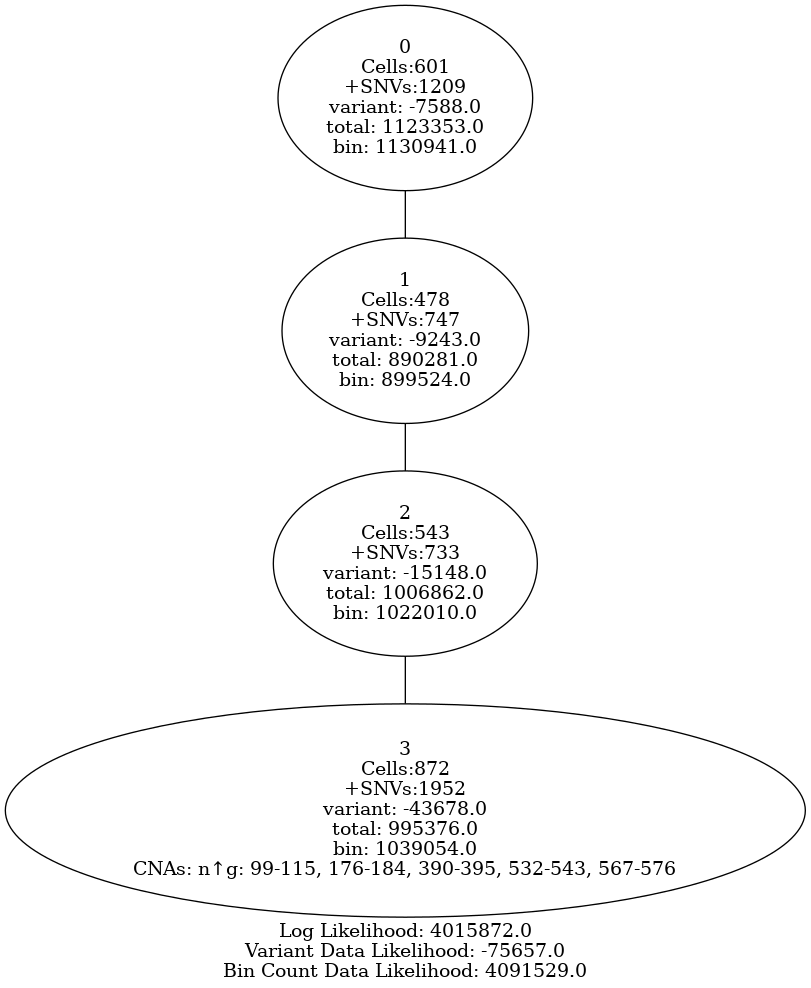 0
Cells:601
+SNVs:1209
variant: -7588.0
total: 1123353.0
bin: 1130941.0
1
Cells:478
+SNVs:747
variant: -9243.0
total: 890281.0
bin: 899524.0
2
Cells:543
+SNVs:733
variant: -15148.0
total: 1006862.0
bin: 1022010.0
3
Cells:872
+SNVs:1952
variant: -43678.0
total: 995376.0
bin: 1039054.0
CNAs: n↑g: 99-115, 176-184, 390-395, 532-543, 567-576
Log Likelihood: 4015872.0
Variant Data Likelihood: -75657.0
Bin Count Data Likelihood: 4091529.0